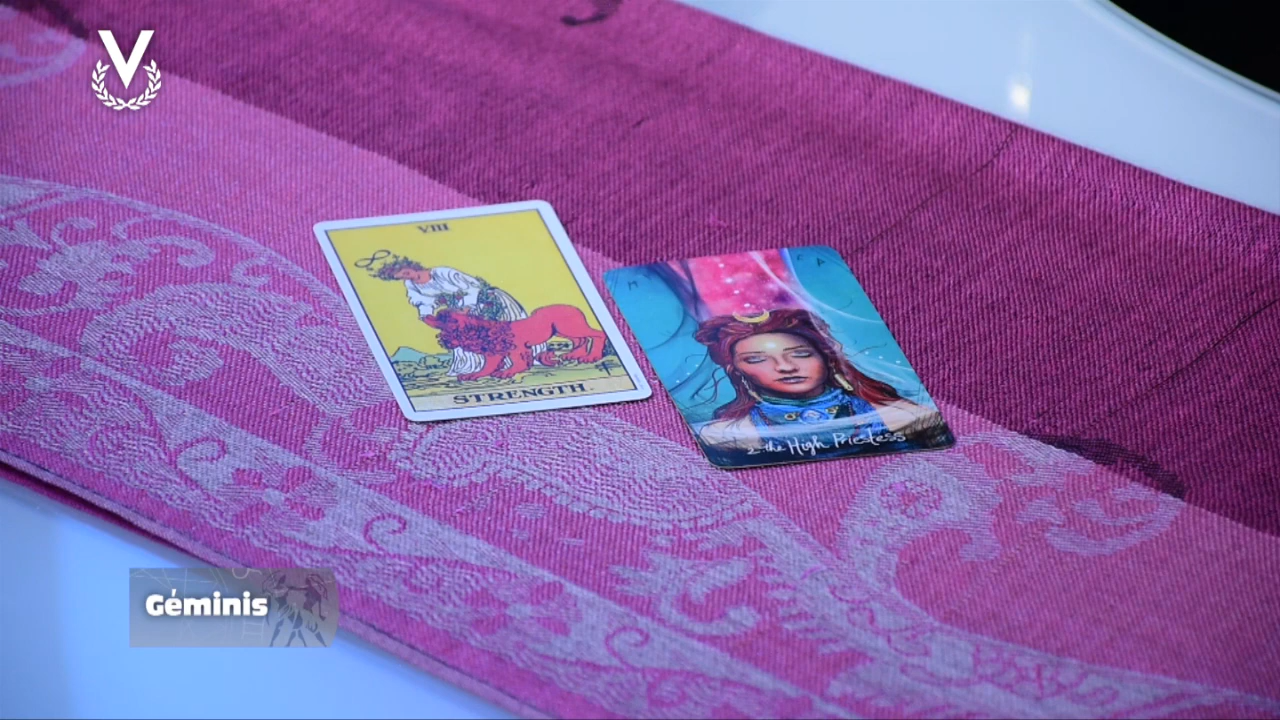 V
VIII
STRENGTH
M
C A
2. the High Priestess
Géminis